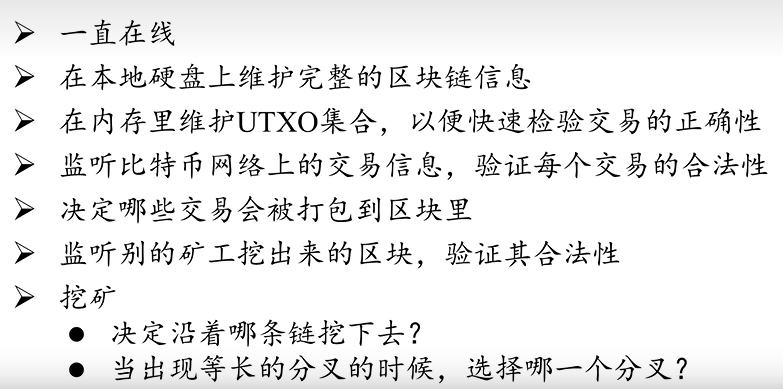 ➢ 一直在线
➢ 在本地硬盘上维护完整的区块链信息
➢ 在内存里维护UTXO集合，以便快速检验交易的正确性
➢ 监听比特币网络上的交易信息，验证每个交易的合法性
➢ 决定哪些交易会被打包到区块里
➢ 监听别的矿工挖出来的区块，验证其合法性
➢ 挖矿
● 决定沿着哪条链挖下去？
● 当出现等长的分叉的时候，选择哪一个分叉？